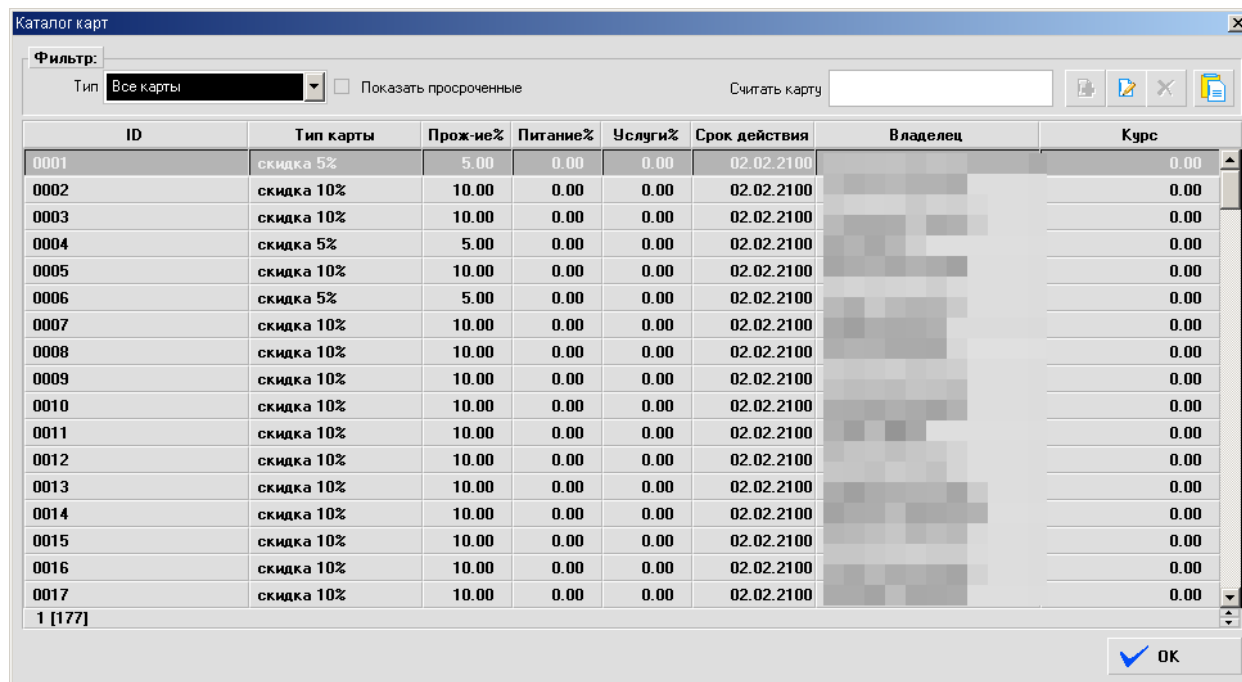 Каталог карт
Фильтр:
Тип Все карты Показать просроченные Считать карту
ID Тип карты Прож-ие% Питание% Услуги% Срок действия Владелец Курс
0001 скидка 5% 5.00 0.00 0.00 02.02.2100 0.00
0002 скидка 10% 10.00 0.00 0.00 02.02.2100 0.00
0003 скидка 10% 10.00 0.00 0.00 02.02.2100 0.00
0004 скидка 5% 5.00 0.00 0.00 02.02.2100 0.00
0005 скидка 10% 10.00 0.00 0.00 02.02.2100 0.00
0006 скидка 5% 5.00 0.00 0.00 02.02.2100 0.00
0007 скидка 10% 10.00 0.00 0.00 02.02.2100 0.00
0008 скидка 10% 10.00 0.00 0.00 02.02.2100 0.00
0009 скидка 10% 10.00 0.00 0.00 02.02.2100 0.00
0010 скидка 10% 10.00 0.00 0.00 02.02.2100 0.00
0011 скидка 10% 10.00 0.00 0.00 02.02.2100 0.00
0012 скидка 10% 10.00 0.00 0.00 02.02.2100 0.00
0013 скидка 10% 10.00 0.00 0.00 02.02.2100 0.00
0014 скидка 10% 10.00 0.00 0.00 02.02.2100 0.00
0015 скидка 10% 10.00 0.00 0.00 02.02.2100 0.00
0016 скидка 10% 10.00 0.00 0.00 02.02.2100 0.00
0017 скидка 10% 10.00 0.00 0.00 02.02.2100 0.00
1 [177]
OK